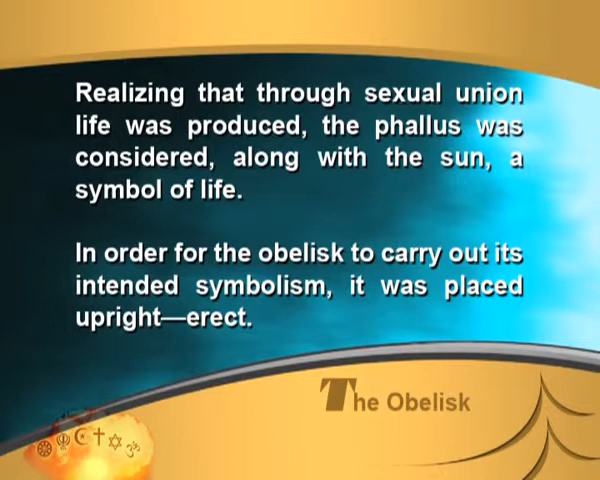 Realizing that through sexual union
life was produced, the phallus was
considered, along with the sun, a
symbol of life.
In order for the obelisk to carry out its
intended symbolism, it was placed
upright—erect.
The Obelisk